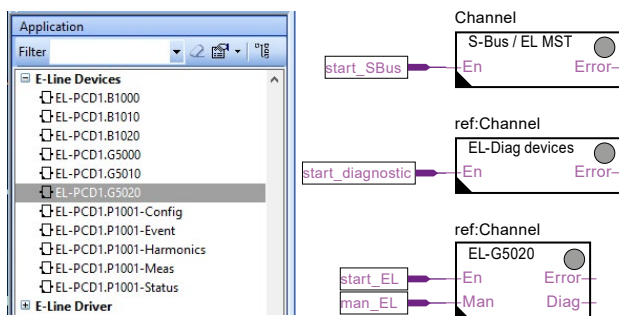 Application
Filter
E-Line Devices
EL-PCD1.B1000
EL-PCD1.B1010
EL-PCD1.B1020
EL-PCD1.G5000
EL-PCD1.G5010
EL-PCD1.G5020
EL-PCD1.P1001-Config
EL-PCD1.P1001-Event
EL-PCD1.P1001-Harmonics
EL-PCD1.P1001-Meas
EL-PCD1.P1001-Status
E-Line Driver
Channel
S-Bus / EL MST
start_SBus
En Error
ref:Channel
EL-Diag devices
start_diagnostic
En Error
ref:Channel
EL-G5020
start_EL
En Error
man_EL
Man Diag